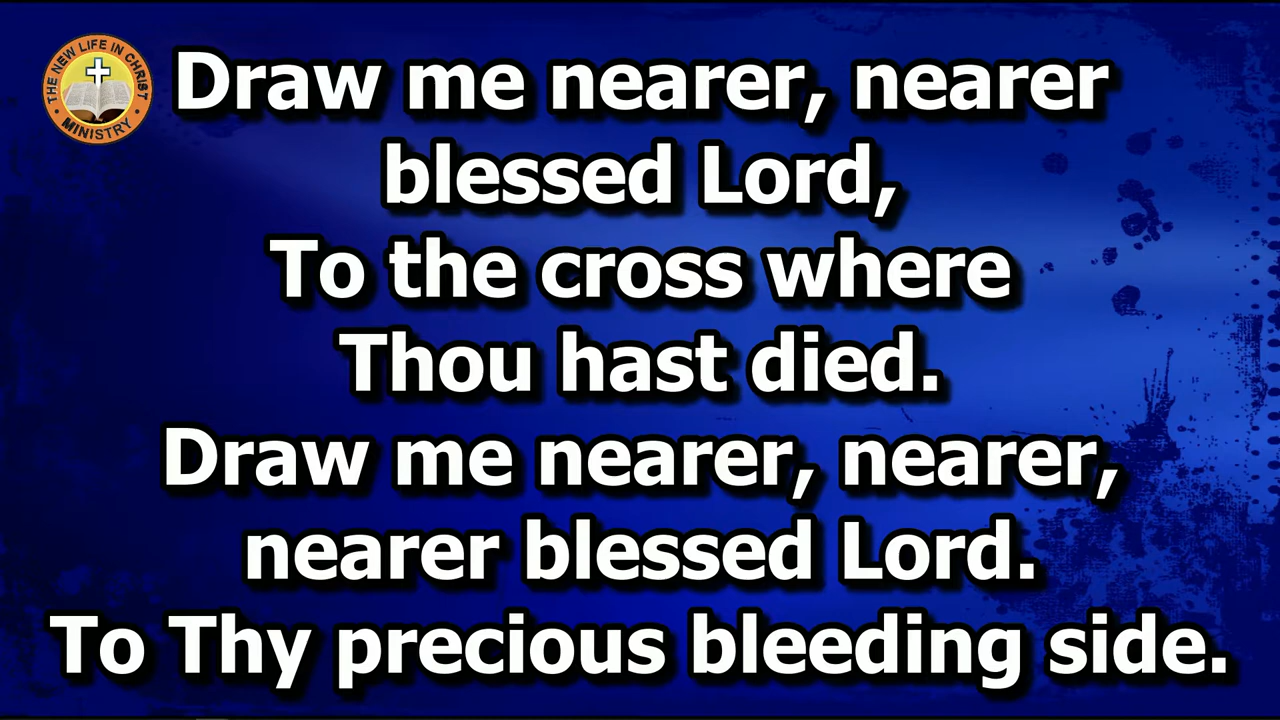 THE NEW LIFE IN CHRIST
MINISTRY
Draw me nearer, nearer
blessed Lord,
To the cross where
Thou hast died.
Draw me nearer, nearer,
nearer blessed Lord.
To Thy precious bleeding side.